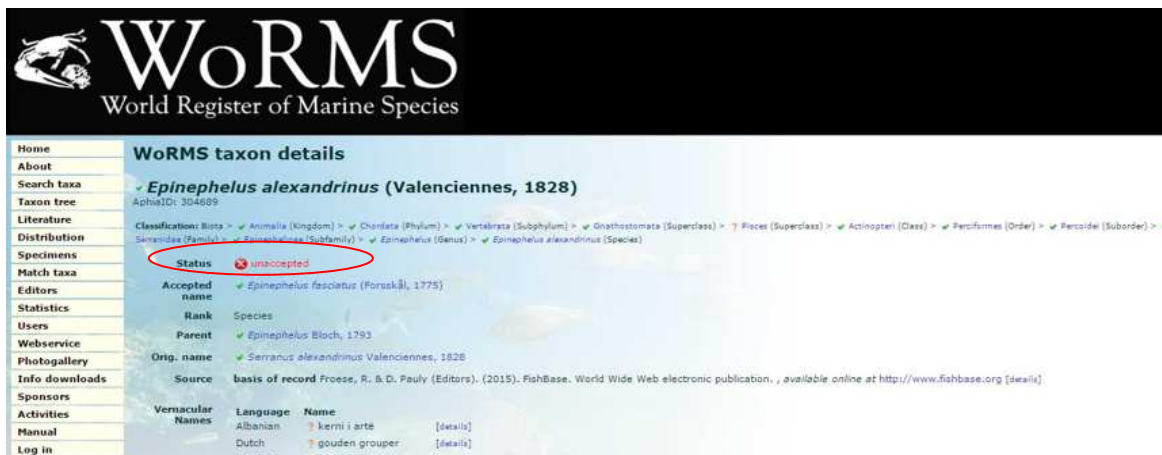 WoRMS
World Register of Marine Species
Home
About
Search taxa
Taxon tree
Literature
Distribution
Specimens
Match taxa
Editors
Statistics
Users
Webservice
Photogallery
Info downloads
Sponsors
Activities
Manual
Log in
WoRMS taxon details
Epinephelus alexandrinus (Valenciennes, 1828)
AphiaID: 304689
Classification: Biota > Animalia (Kingdom) > Chordata (Phylum) > Vertebrata (Subphylum) > Gnathostomata (Superclass) > ? Pisces (Superclass) > Actinopteri (Class) > Perciformes (Order) > Percoidei (Suborder) >
Serranidae (Family) > Epinephelinae (Subfamily) > Epinephelus (Genus) > Epinephelus alexandrinus (Species)
Status unaccepted
Accepted name Epinephelus fasciatus (Forsskål, 1775)
Rank Species
Parent Epinephelus Bloch, 1793
Orig. name Serranus alexandrinus Valenciennes, 1828
Source basis of record Froese, R. & D. Pauly (Editors). (2015). FishBase. World Wide Web electronic publication. , available online at http://www.fishbase.org [details]
Vernacular Names Language Name
Albanian ? kerni i artë [details]
Dutch ? gouden grouper [details]